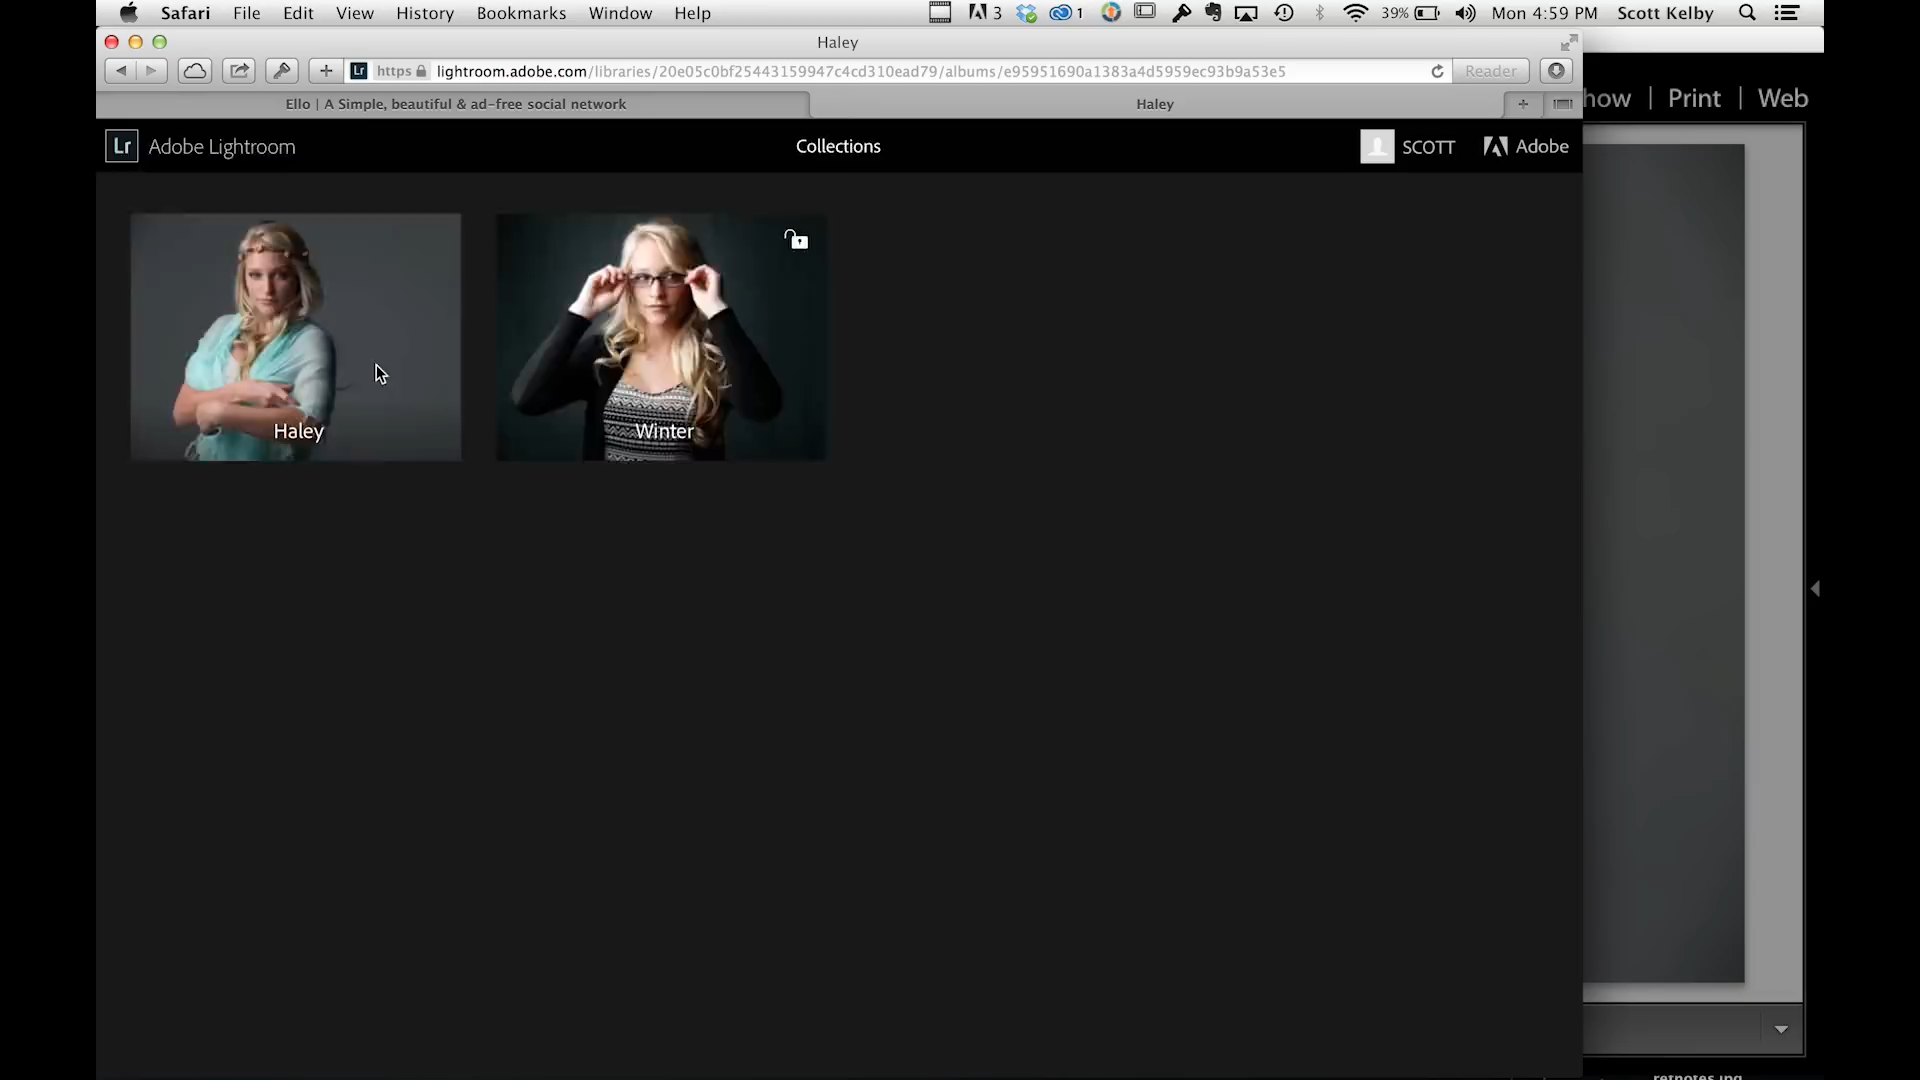 Safari File Edit View History Bookmarks Window Help 3 1 39% Mon 4:59 PM Scott Kelby
Haley
https lightroom.adobe.com/libraries/20e05c0bf25443159947c4cd310ead79/albums/e95951690a1383a4d5959ec93b9a53e5 Reader
Ello | A Simple, beautiful & ad-free social network Haley
how | Print | Web
Lr Adobe Lightroom Collections SCOTT Adobe
Haley Winter